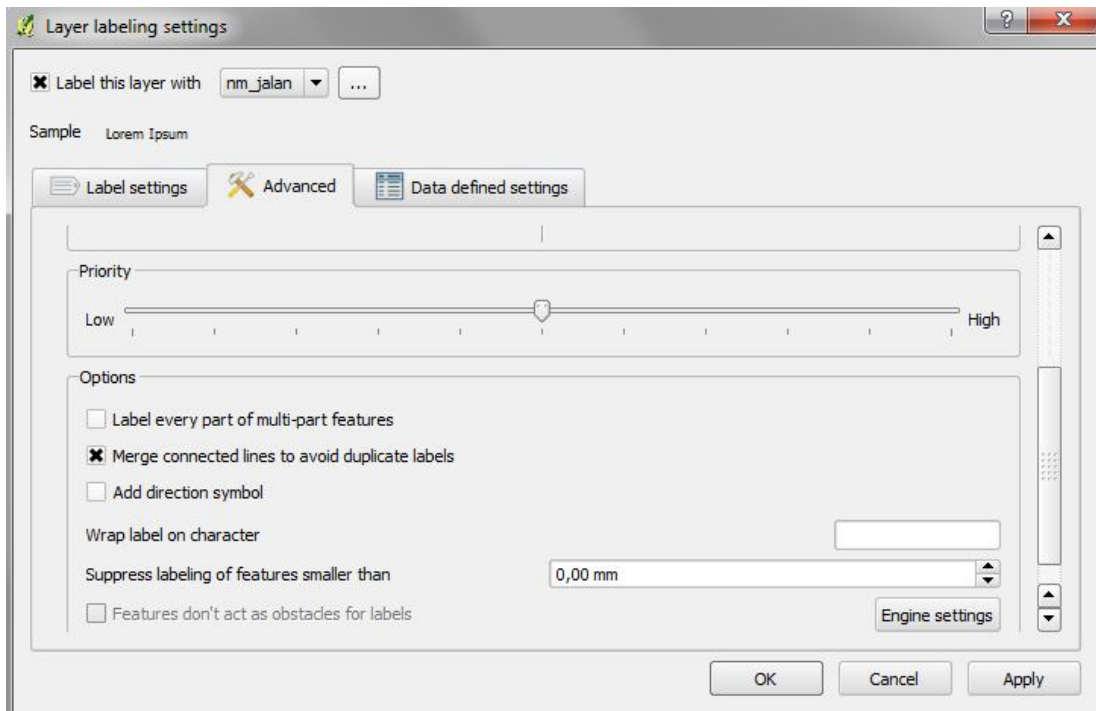 Layer labeling settings
Label this layer with nm_jalan ...
Sample Lorem Ipsum
Label settings Advanced Data defined settings
Priority
Low High
Options
Label every part of multi-part features
Merge connected lines to avoid duplicate labels
Add direction symbol
Wrap label on character
Suppress labeling of features smaller than 0,00 mm
Features don't act as obstacles for labels Engine settings
OK Cancel Apply